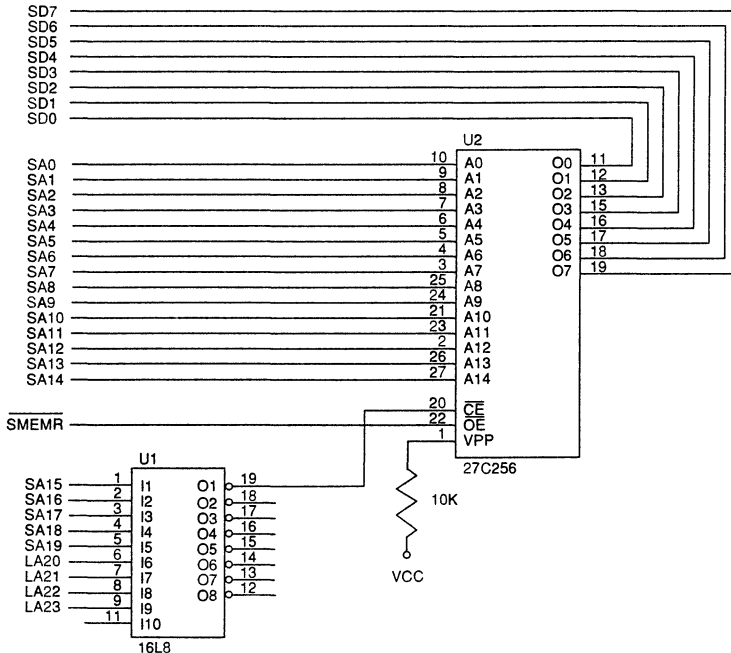 SD7
SD6
SD5
SD4
SD3
SD2
SD1
SD0
U2
SA0 10 A0 O0 11
SA1 9 A1 O1 12
SA2 8 A2 O2 13
SA3 7 A3 O3 15
SA4 6 A4 O4 16
SA5 5 A5 O5 17
SA6 4 A6 O6 18
SA7 3 A7 O7 19
SA8 25 A8
SA9 24 A9
SA10 21 A10
SA11 23 A11
SA12 2 A12
SA13 26 A13
SA14 27 A14
20 CE
SMEMR 22 OE
1 VPP
27C256
10K
VCC
U1
SA15 1 I1 O1 19
SA16 2 I2 O2 18
SA17 3 I3 O3 17
SA18 4 I4 O4 16
SA19 5 I5 O5 15
LA20 6 I6 O6 14
LA21 7 I7 O7 13
LA22 8 I8 O8 12
LA23 9 I9
11 I10
16L8